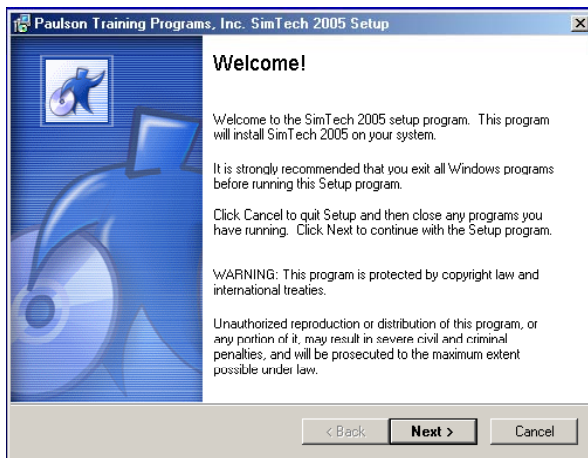 Paulson Training Programs, Inc. SimTech 2005 Setup
Welcome!
Welcome to the SimTech 2005 setup program. This program
will install SimTech 2005 on your system.
It is strongly recommended that you exit all Windows programs
before running this Setup program.
Click Cancel to quit Setup and then close any programs you
have running. Click Next to continue with the Setup program.
WARNING: This program is protected by copyright law and
international treaties.
Unauthorized reproduction or distribution of this program, or
any portion of it, may result in severe civil and criminal
penalties, and will be prosecuted to the maximum extent
possible under law.
< Back Next > Cancel